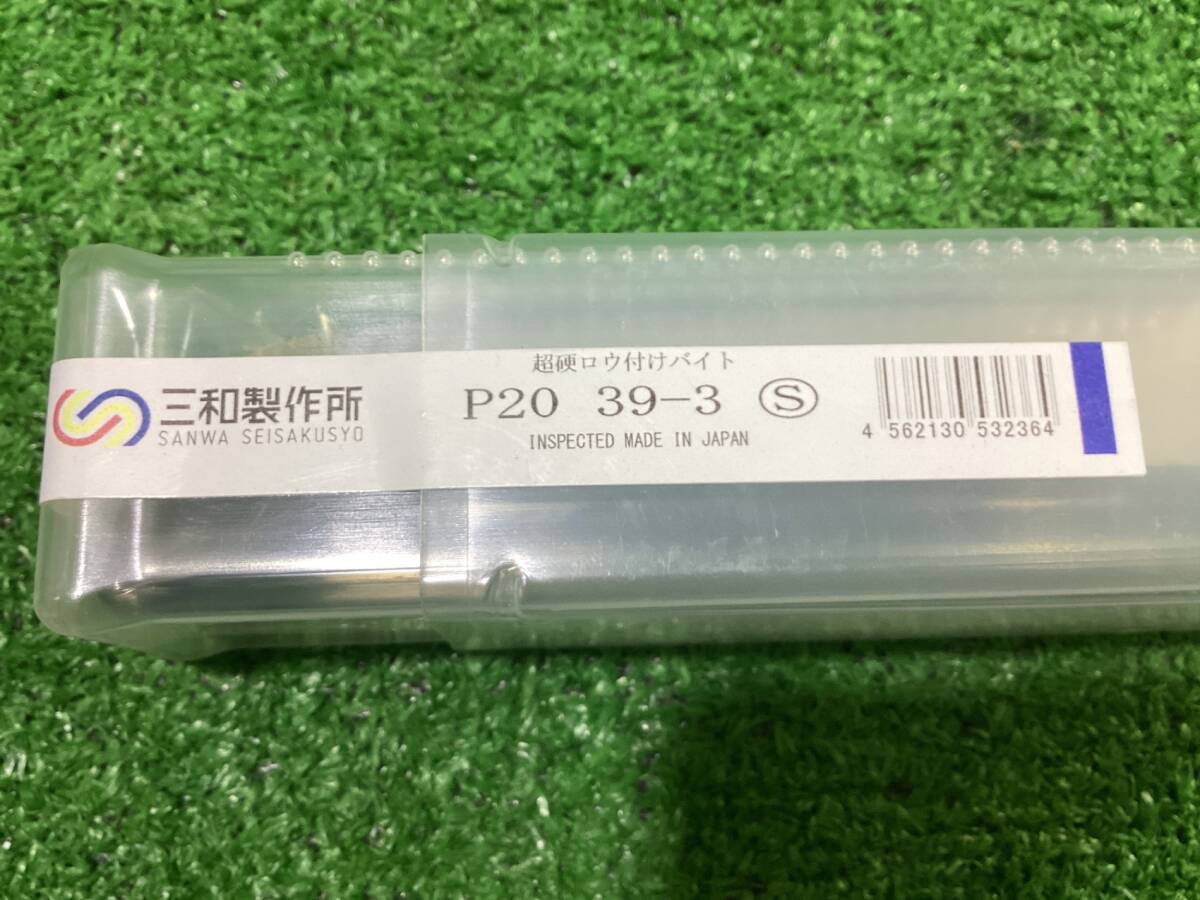 三和製作所
SANWA SEISAKUSYO
超硬ロウ付けバイト
P20 39-3 Ⓢ
INSPECTED MADE IN JAPAN
4 562130 532364